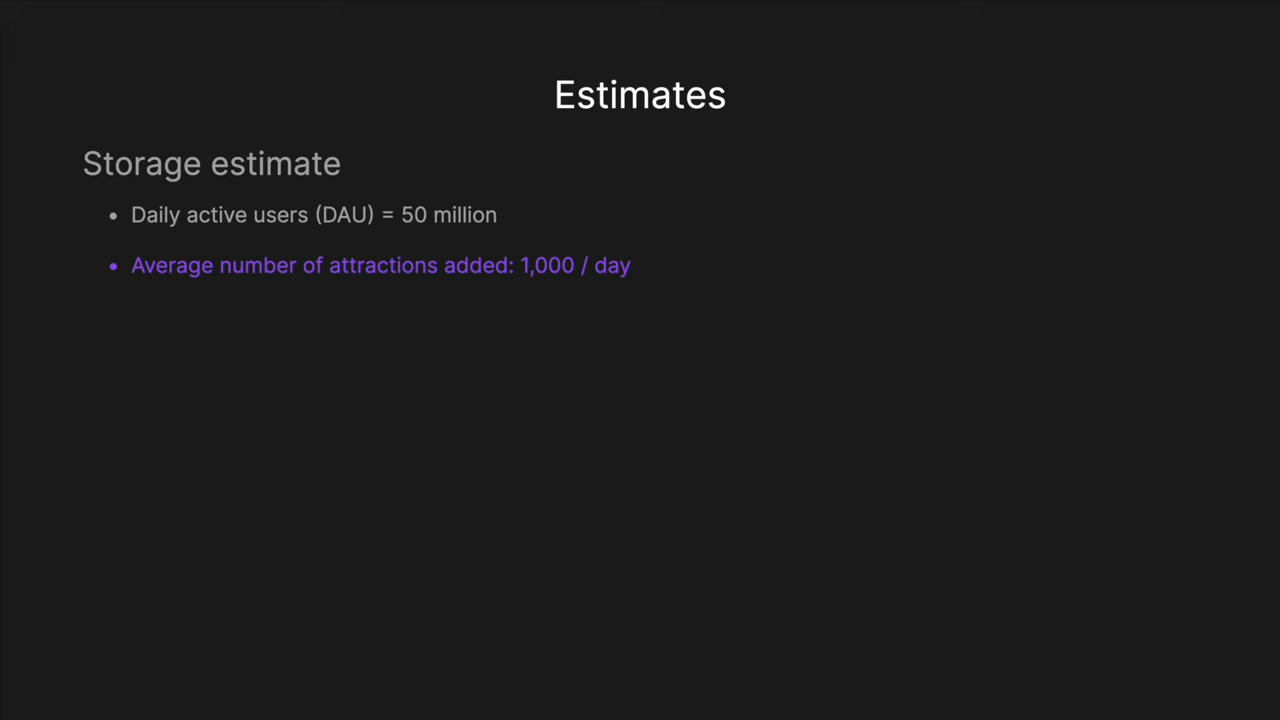 Estimates
Storage estimate
• Daily active users (DAU) = 50 million
• Average number of attractions added: 1,000 / day